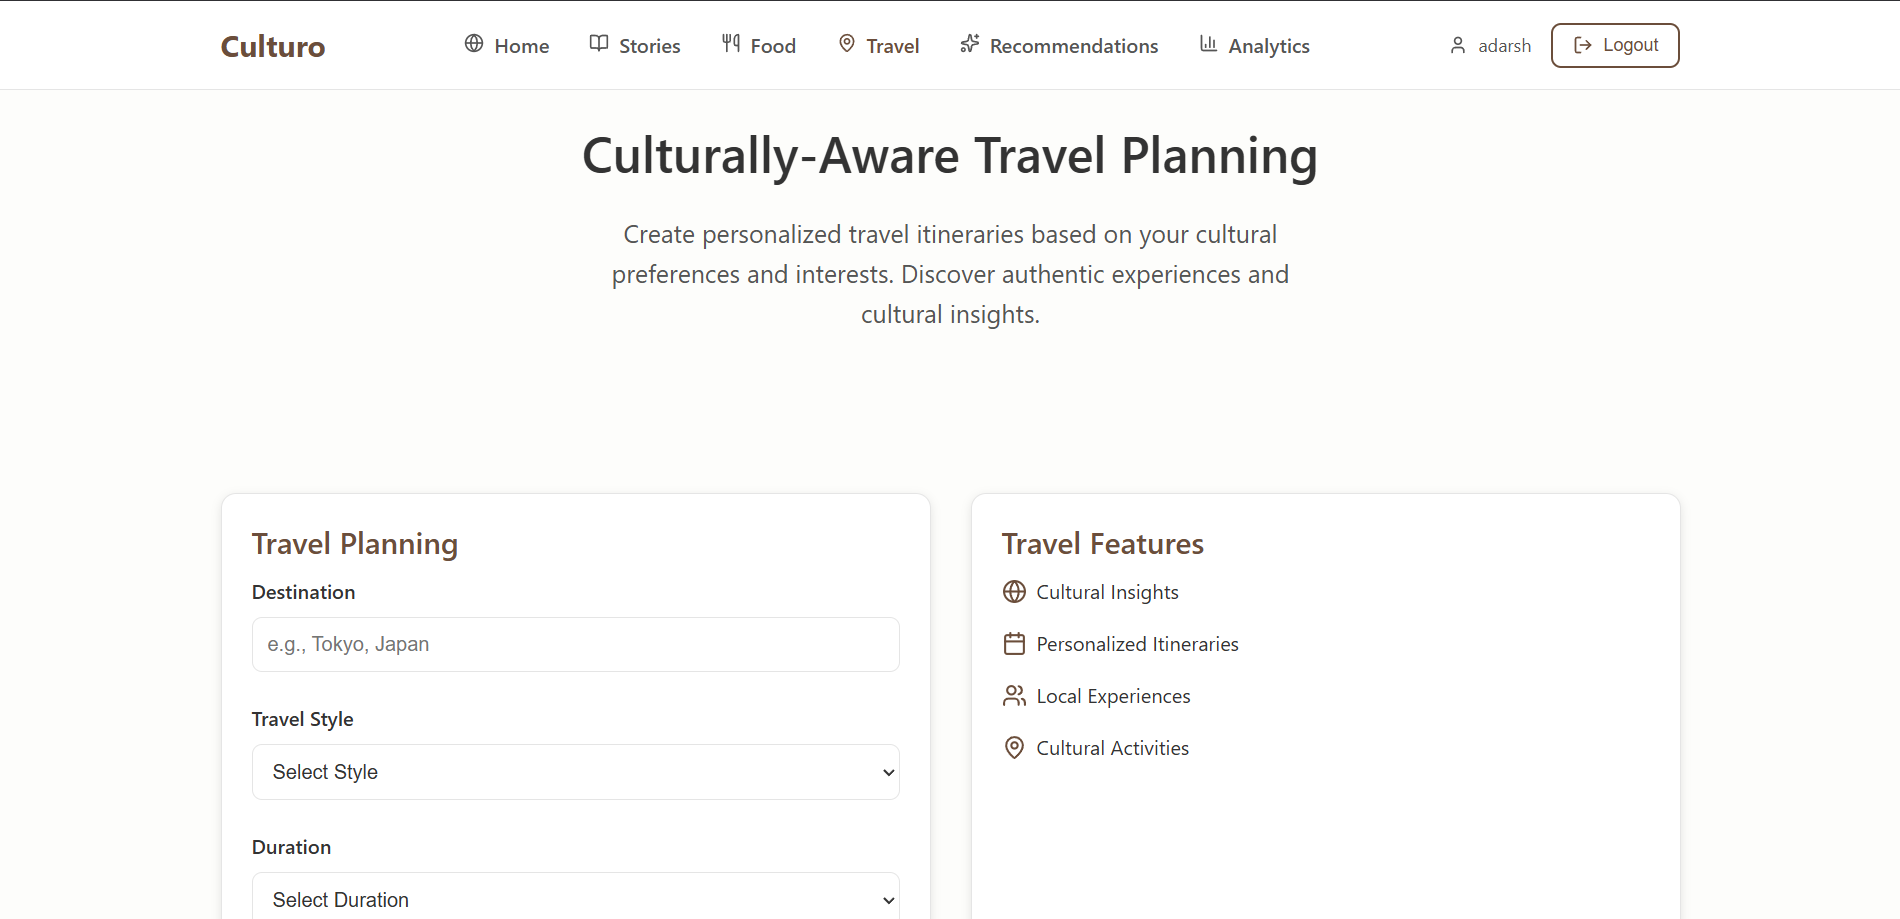 Culturo
Home
Stories
Food
Travel
Recommendations
Analytics
adarsh
Logout
Culturally-Aware Travel Planning
Create personalized travel itineraries based on your cultural
preferences and interests. Discover authentic experiences and
cultural insights.
Travel Planning
Destination
e.g., Tokyo, Japan
Travel Style
Select Style
Duration
Select Duration
Travel Features
Cultural Insights
Personalized Itineraries
Local Experiences
Cultural Activities